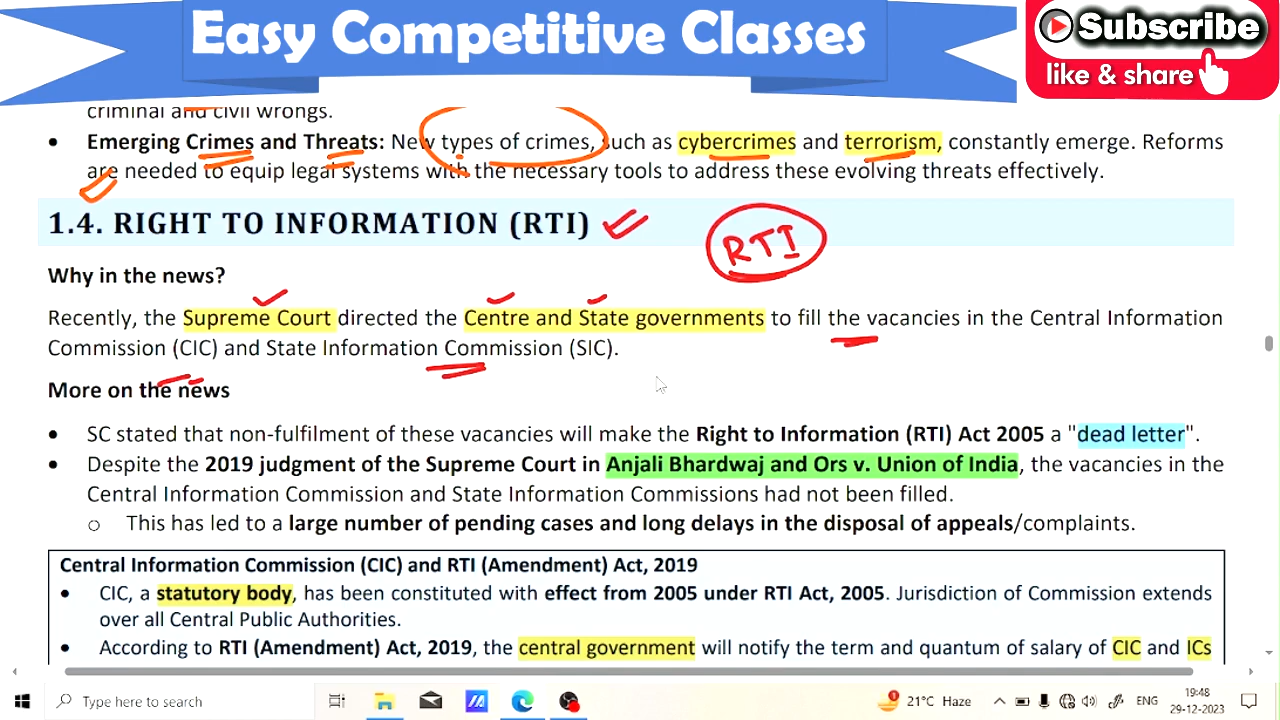 Easy Competitive Classes
Subscribe
like & share
criminal and civil wrongs.
• Emerging Crimes and Threats: New types of crimes, such as cybercrimes and terrorism, constantly emerge. Reforms
are needed to equip legal systems with the necessary tools to address these evolving threats effectively.
1.4. RIGHT TO INFORMATION (RTI)
RTI
Why in the news?
Recently, the Supreme Court directed the Centre and State governments to fill the vacancies in the Central Information
Commission (CIC) and State Information Commission (SIC).
More on the news
• SC stated that non-fulfilment of these vacancies will make the Right to Information (RTI) Act 2005 a "dead letter".
• Despite the 2019 judgment of the Supreme Court in Anjali Bhardwaj and Ors v. Union of India, the vacancies in the
Central Information Commission and State Information Commissions had not been filled.
o This has led to a large number of pending cases and long delays in the disposal of appeals/complaints.
Central Information Commission (CIC) and RTI (Amendment) Act, 2019
• CIC, a statutory body, has been constituted with effect from 2005 under RTI Act, 2005. Jurisdiction of Commission extends
over all Central Public Authorities.
• According to RTI (Amendment) Act, 2019, the central government will notify the term and quantum of salary of CIC and ICs
Type here to search
1
21°C Haze
ENG
19:48
29-12-2023